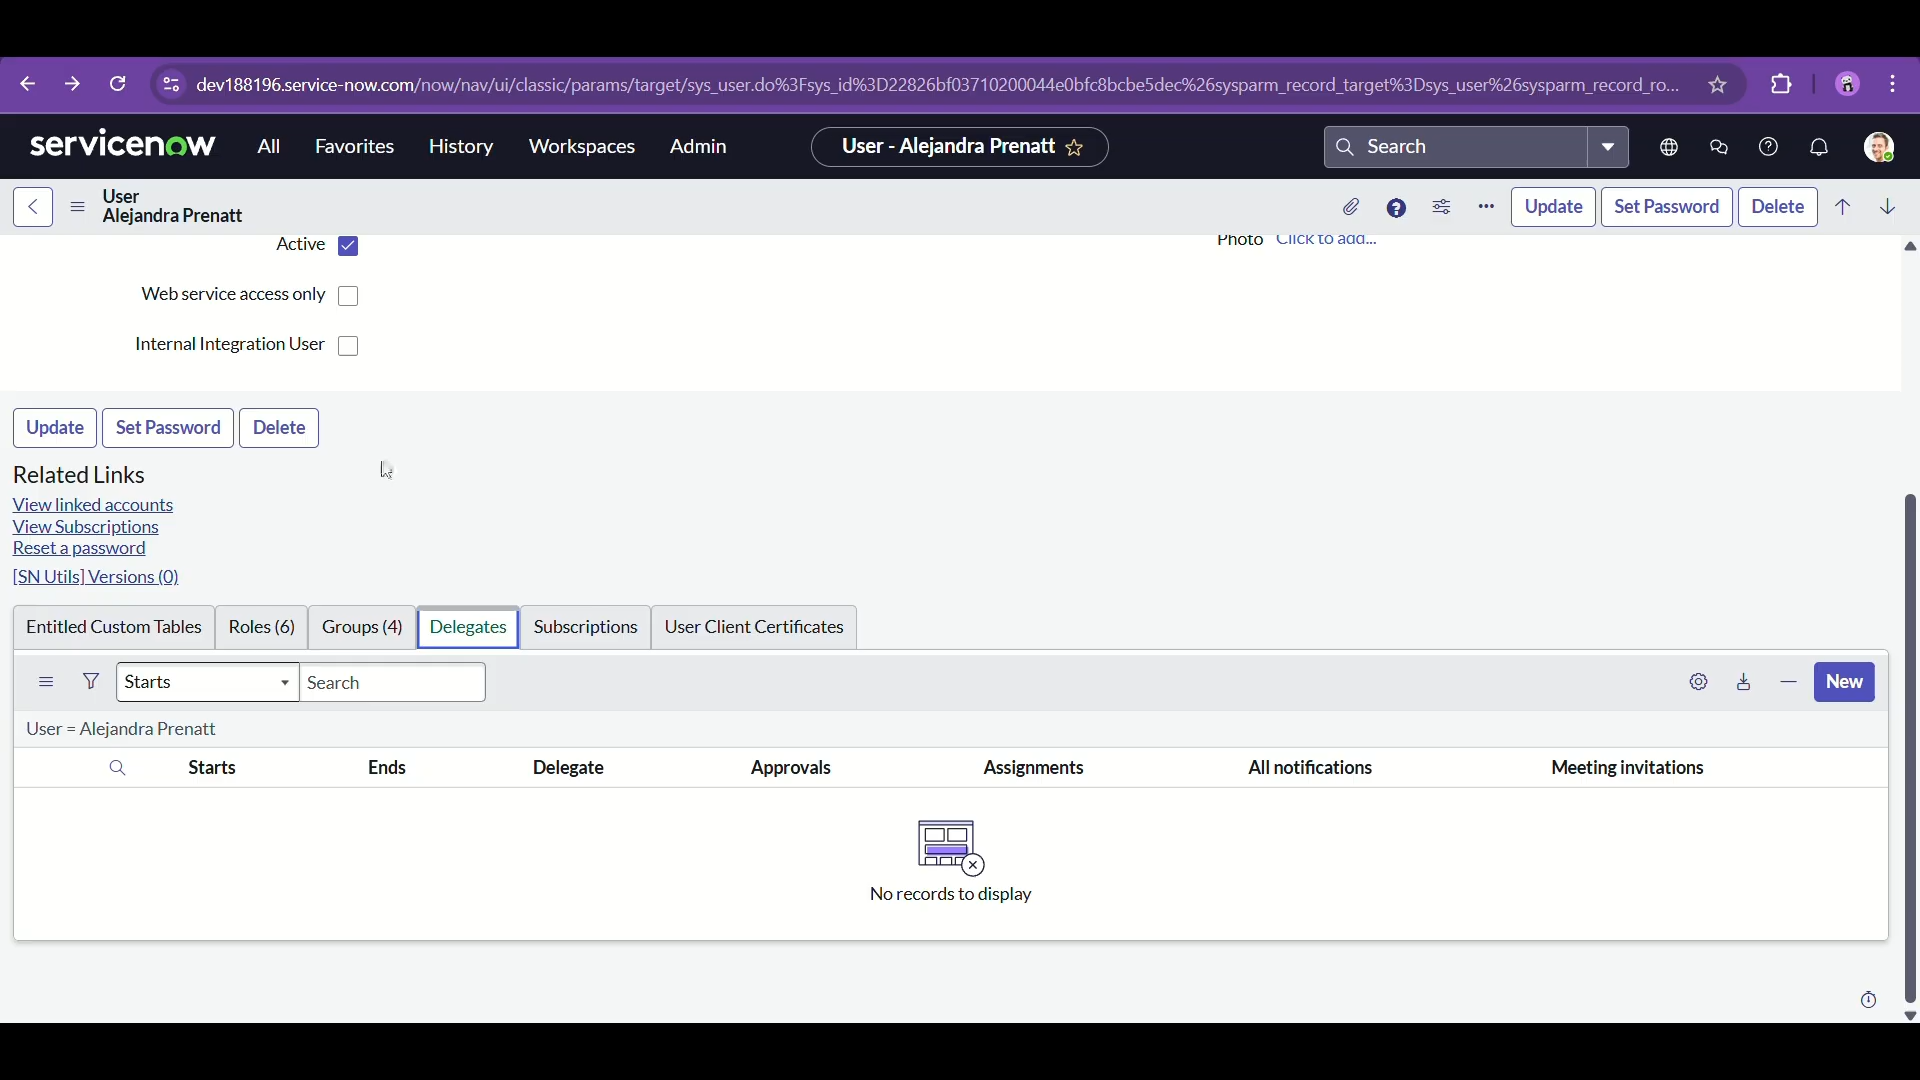 dev188196.service-now.com/now/nav/ui/classic/params/target/sys_user.do%3Fsys_id%3D22826bf03710200044e0bfc8bcbe5dec%26sysparm_record_target%3Dsys_user%26sysparm_record_ro...
servicenow All Favorites History Workspaces Admin User - Alejandra Prenatt Search
User
Alejandra Prenatt
Update Set Password Delete
Active Photo Click to add...
Web service access only
Internal Integration User
Update Set Password Delete
Related Links
View linked accounts
View Subscriptions
Reset a password
[SN Utils] Versions (0)
Entitled Custom Tables Roles (6) Groups (4) Delegates Subscriptions User Client Certificates
Starts Search New
User = Alejandra Prenatt
Starts Ends Delegate Approvals Assignments All notifications Meeting invitations
No records to display